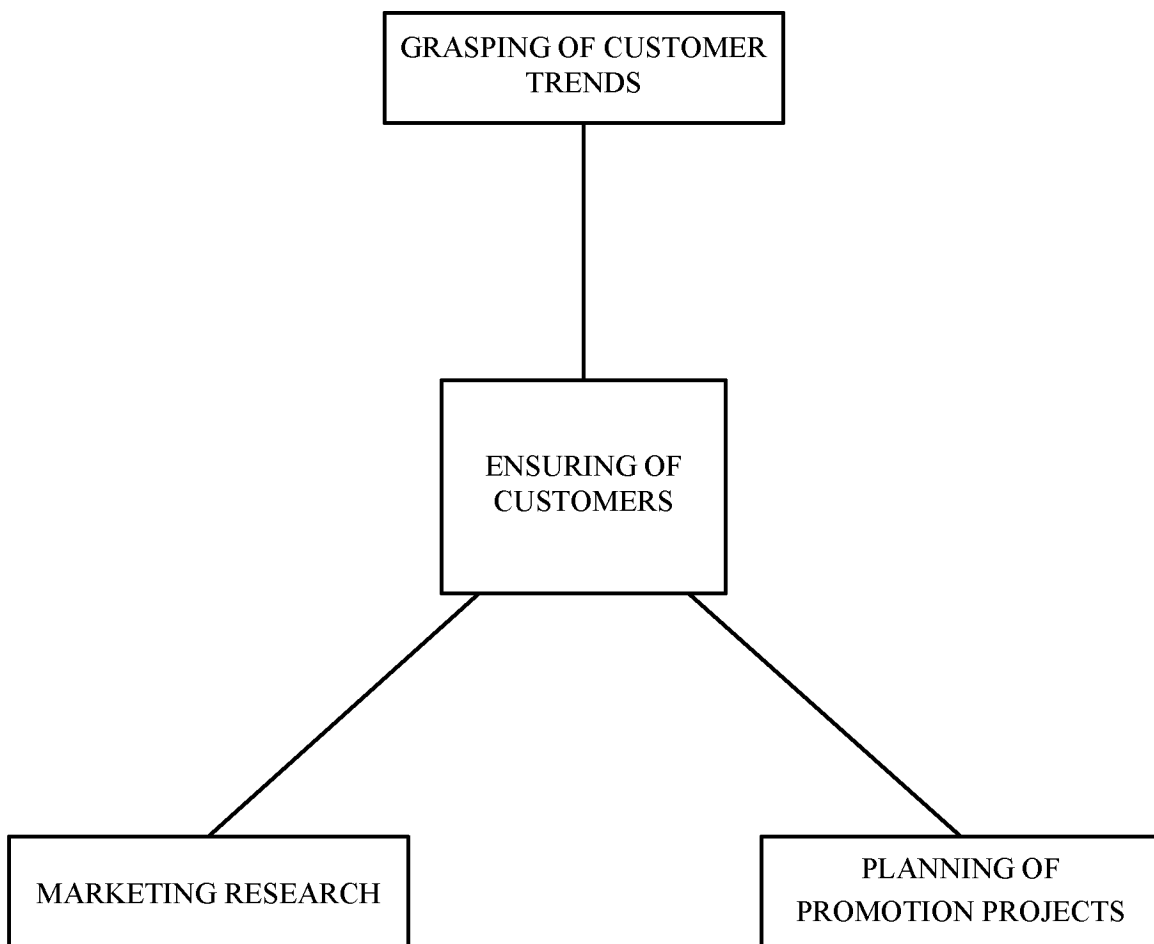 GRASPING OF CUSTOMER
TRENDS
ENSURING OF
CUSTOMERS
MARKETING RESEARCH
PLANNING OF
PROMOTION PROJECTS